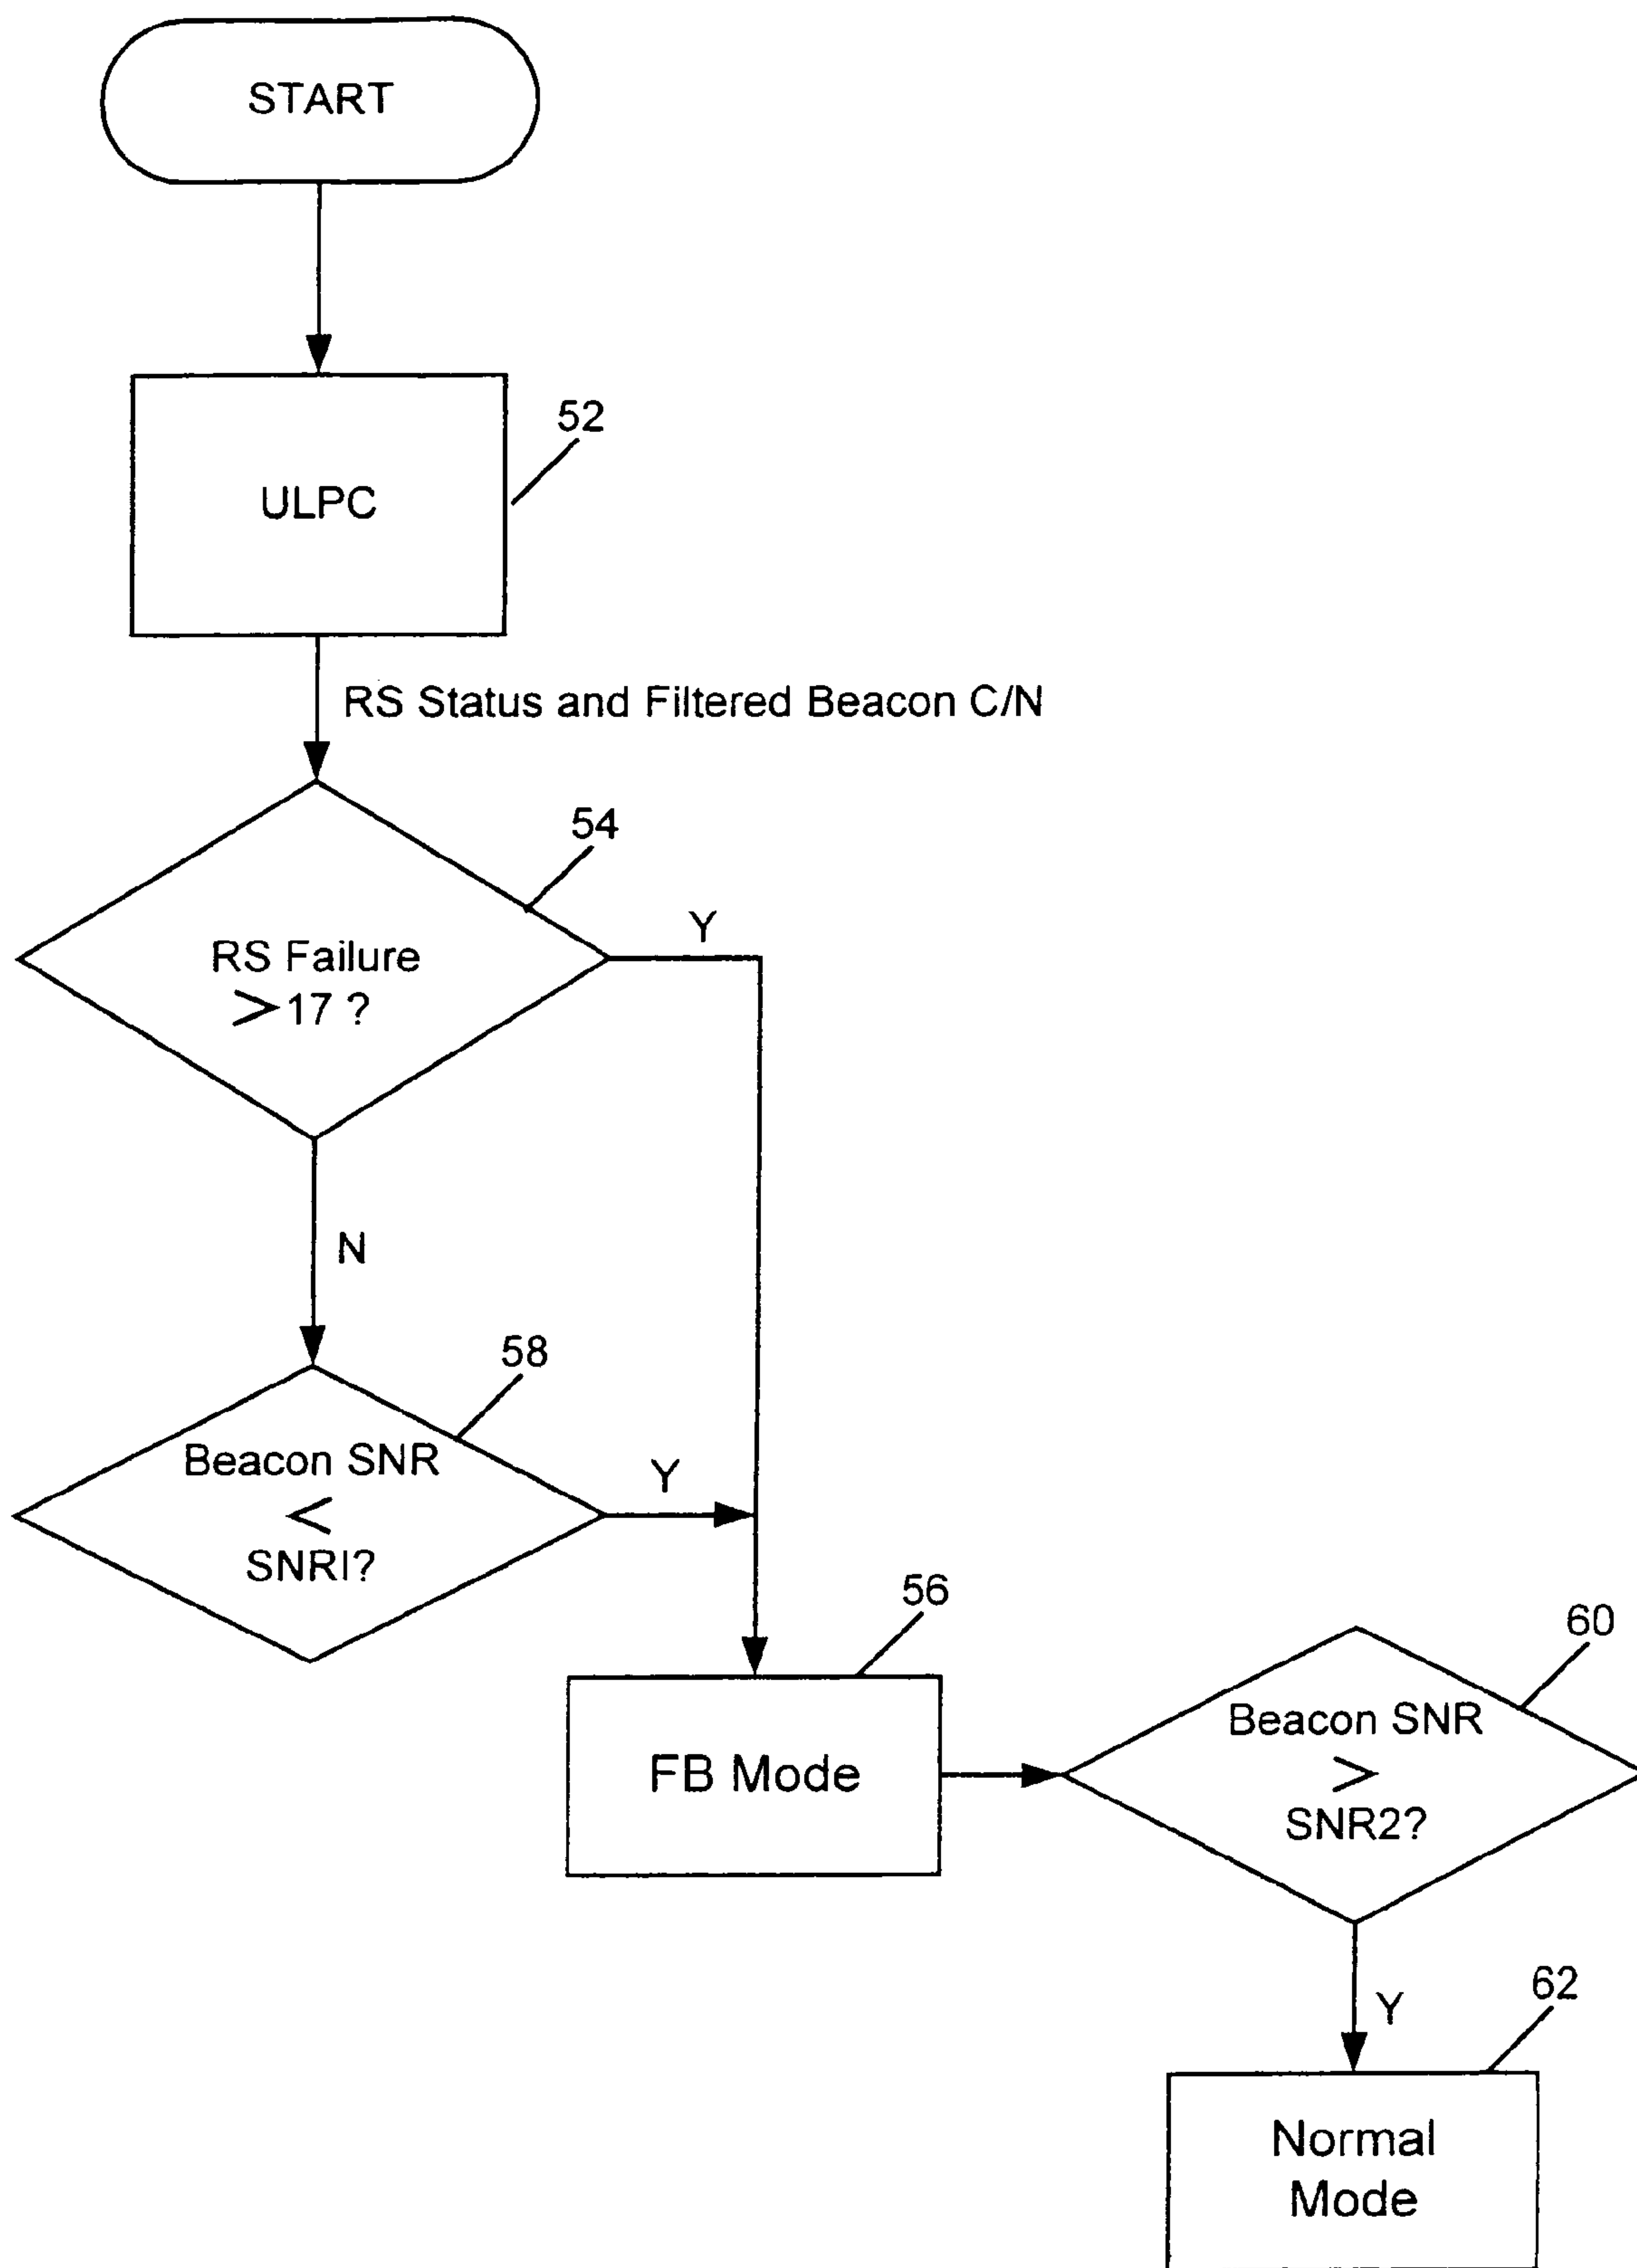 START
52
ULPC
RS Status and Filtered Beacon C/N
54
Y
RS Failure
>17 ?
N
58
Beacon SNR
<
SNRI?
Y
56
FB Mode
60
Beacon SNR
>
SNR2?
Y
62
Normal
Mode